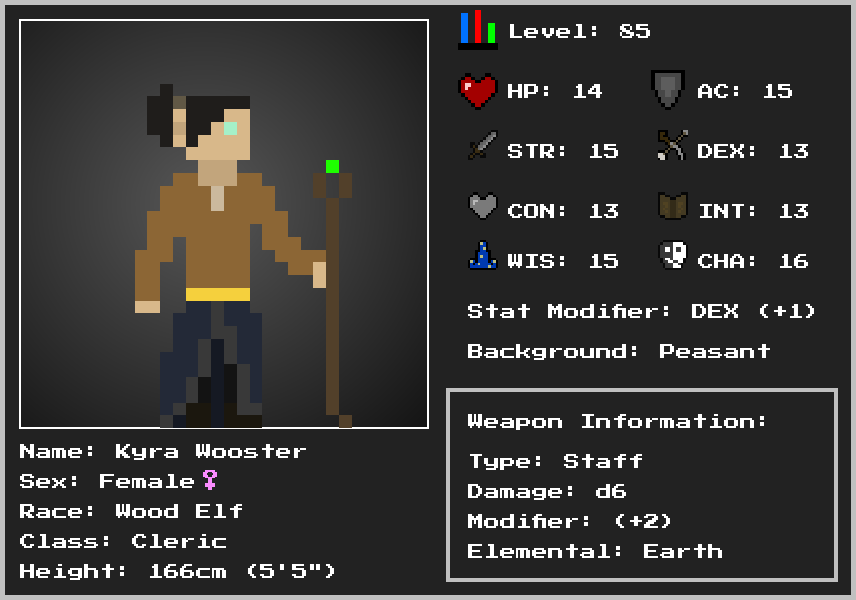 Level: 85
HP: 14 AC: 15
STR: 15 DEX: 13
CON: 13 INT: 13
WIS: 15 CHA: 16
Stat Modifier: DEX (+1)
Background: Peasant
Weapon Information:
Type: Staff
Damage: d6
Modifier: (+2)
Elemental: Earth
Name: Kyra Wooster
Sex: Female♀
Race: Wood Elf
Class: Cleric
Height: 166cm (5'5")